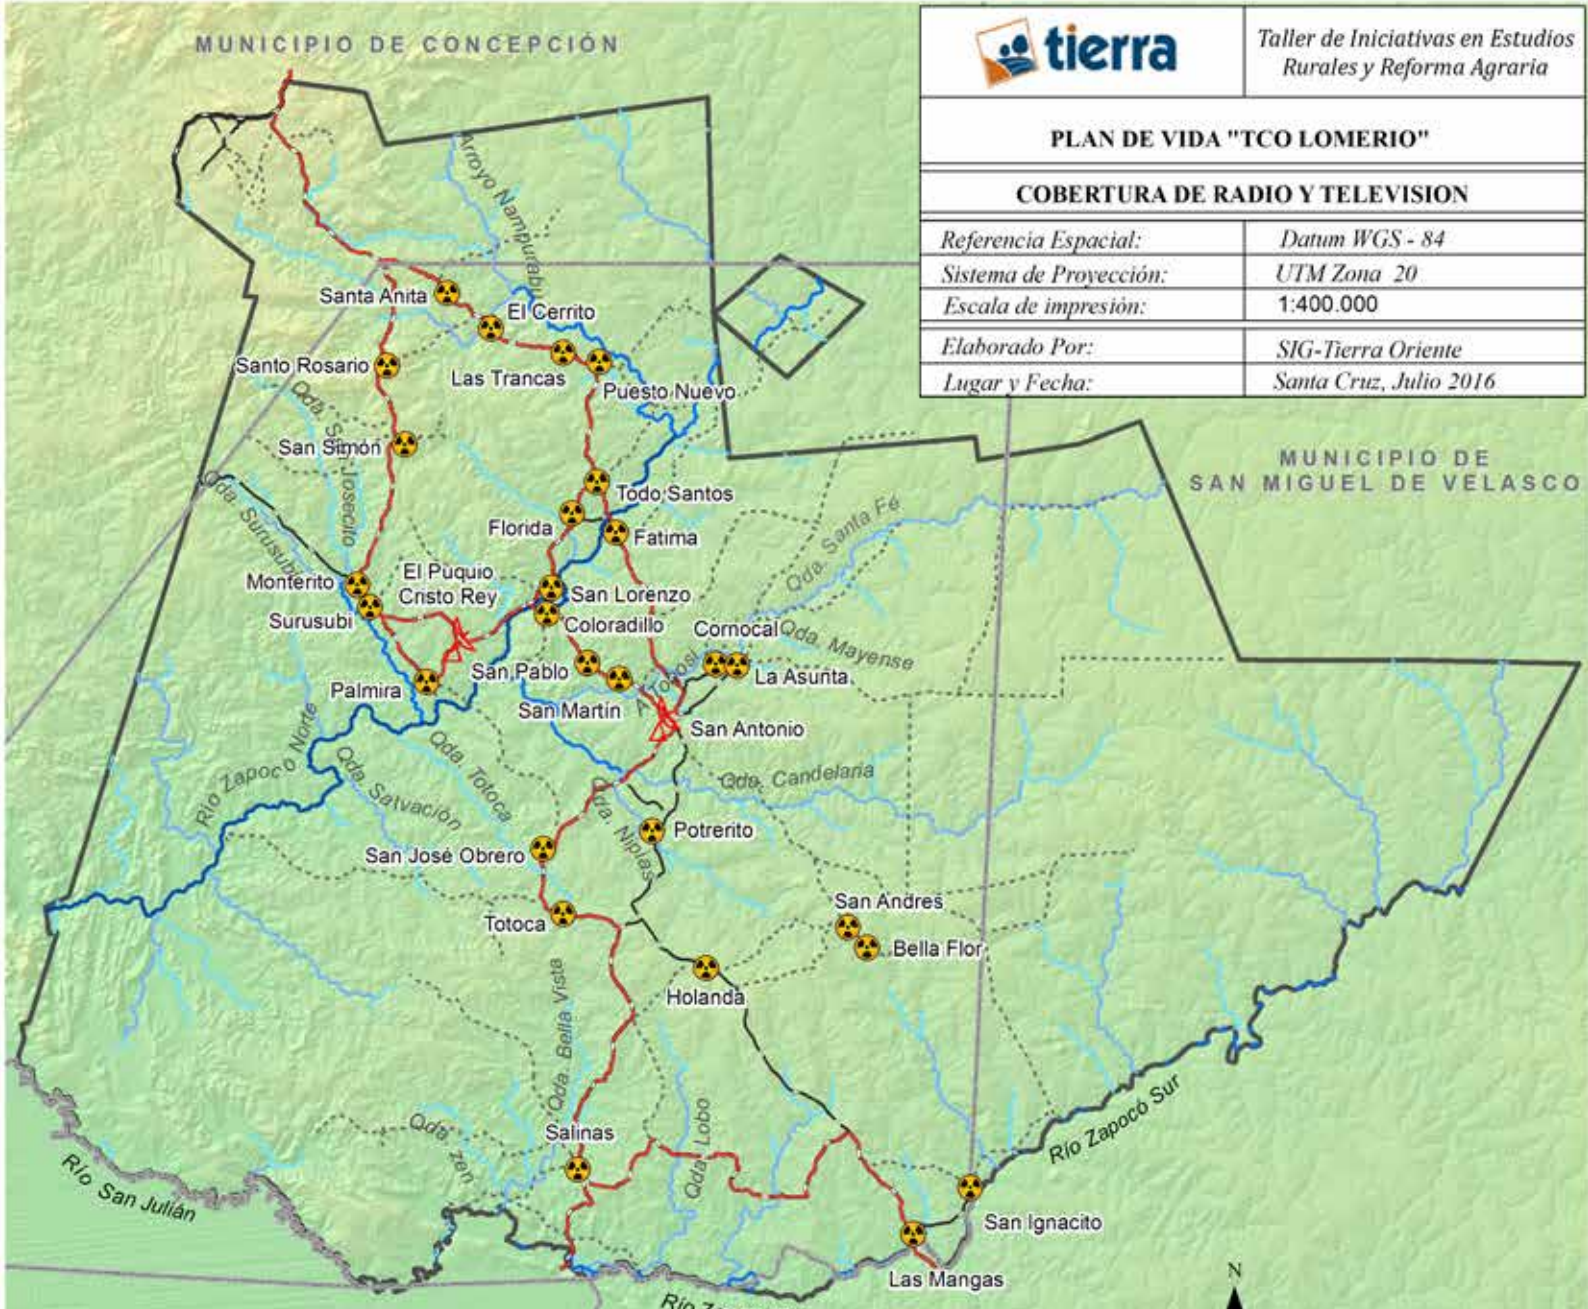 MUNICIPIO DE CONCEPCIÓN
tierra
Taller de Iniciativas en Estudios
Rurales y Reforma Agraria
PLAN DE VIDA "TCO LOMERIO"
COBERTURA DE RADIO Y TELEVISION
Referencia Espacial: Datum WGS - 84
Sistema de Proyección: UTM Zona 20
Escala de impresión: 1:400.000
Elaborado Por: SIG-Tierra Oriente
Lugar y Fecha: Santa Cruz, Julio 2016
Arroyo Nampurabu
Santa Anita
El Cerrito
Santo Rosario
Las Trancas
Puesto Nuevo
Qda. San Josecito
San Simón
MUNICIPIO DE
SAN MIGUEL DE VELASCO
Qda. Surusubi
Todo Santos
Florida
Fatima
Qda. Santa Fé
Monterito
El Puquio
Cristo Rey
San Lorenzo
Surusubi
Coloradillo
Cornocal
Qda. Mayense
San Pablo
La Asunta
Palmira
San Martín
San Antonio
Río Zapoco Norte
Qda. Totoca
Qda. Satvación
Qda. Candelaria
Qda. Niplas
Potrerito
San José Obrero
San Andres
Totoca
Bella Flor
Holanda
Qda. Bella Vista
Qda. Lobo
Río Zapocó Sur
Qda. zen
Salinas
Río San Julián
San Ignacito
Las Mangas
N